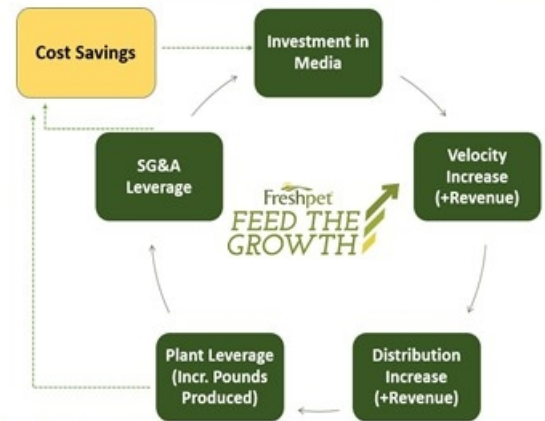 Cost Savings
Investment in
Media
SG&A
Leverage
Velocity
Increase
(+Revenue)
Freshpet
FEED THE
GROWTH
Plant Leverage
(Incr. Pounds
Produced)
Distribution
Increase
(+Revenue)